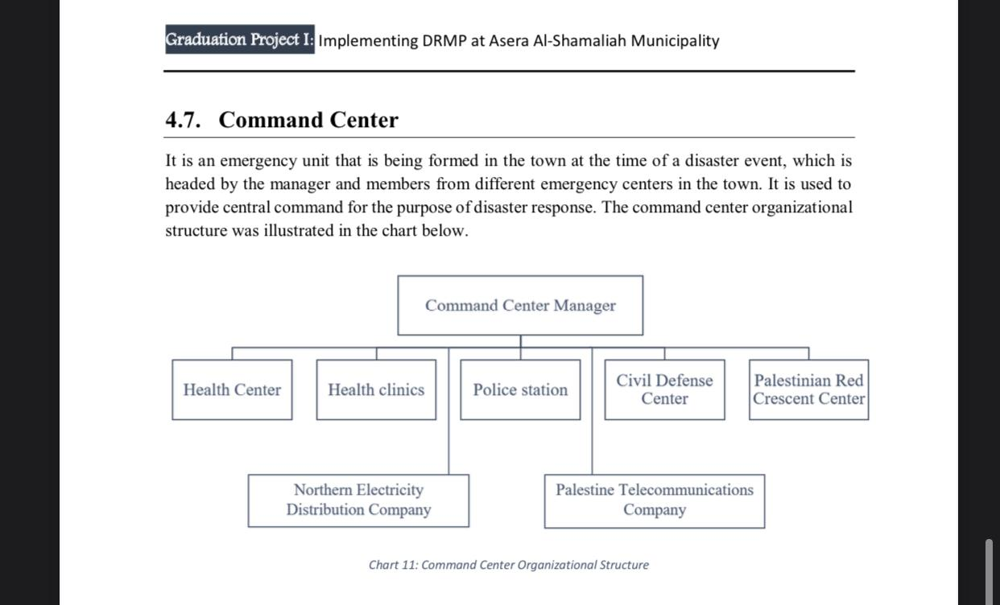 Graduation Project I: Implementing DRMP at Asera Al-Shamaliah Municipality
4.7. Command Center
It is an emergency unit that is being formed in the town at the time of a disaster event, which is
headed by the manager and members from different emergency centers in the town. It is used to
provide central command for the purpose of disaster response. The command center organizational
structure was illustrated in the chart below.
Command Center Manager
Health Center
Health clinics
Police station
Civil Defense
Center
Palestinian Red
Crescent Center
Northern Electricity
Distribution Company
Palestine Telecommunications
Company
Chart 11: Command Center Organizational Structure